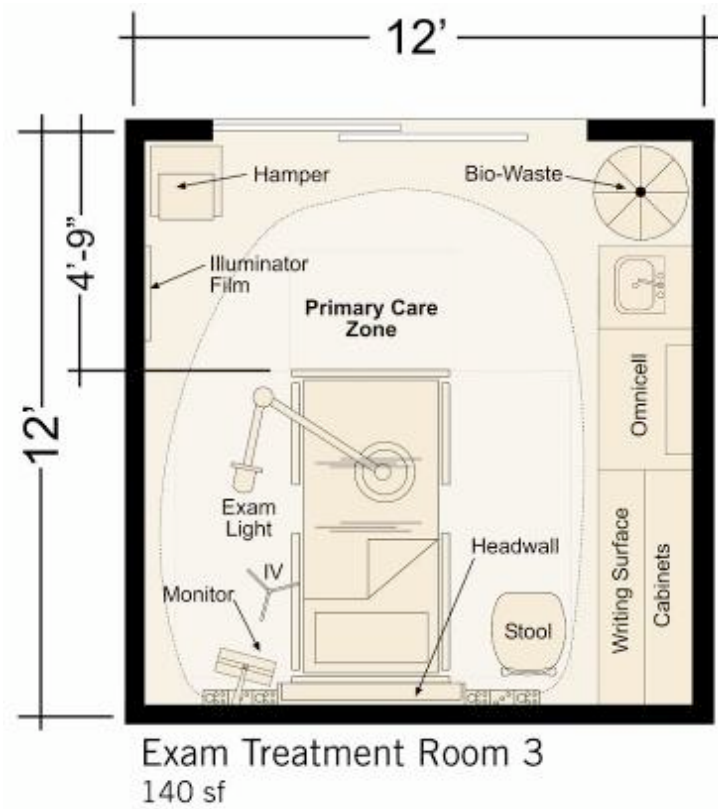 12’
Hamper
Bio-Waste
4’-9”
Illuminator
Film
Primary Care
Zone
Omnicell
12’
Exam
Light
Headwall
IV
Monitor
Stool
Writing Surface
Cabinets
Exam Treatment Room 3
140 sf